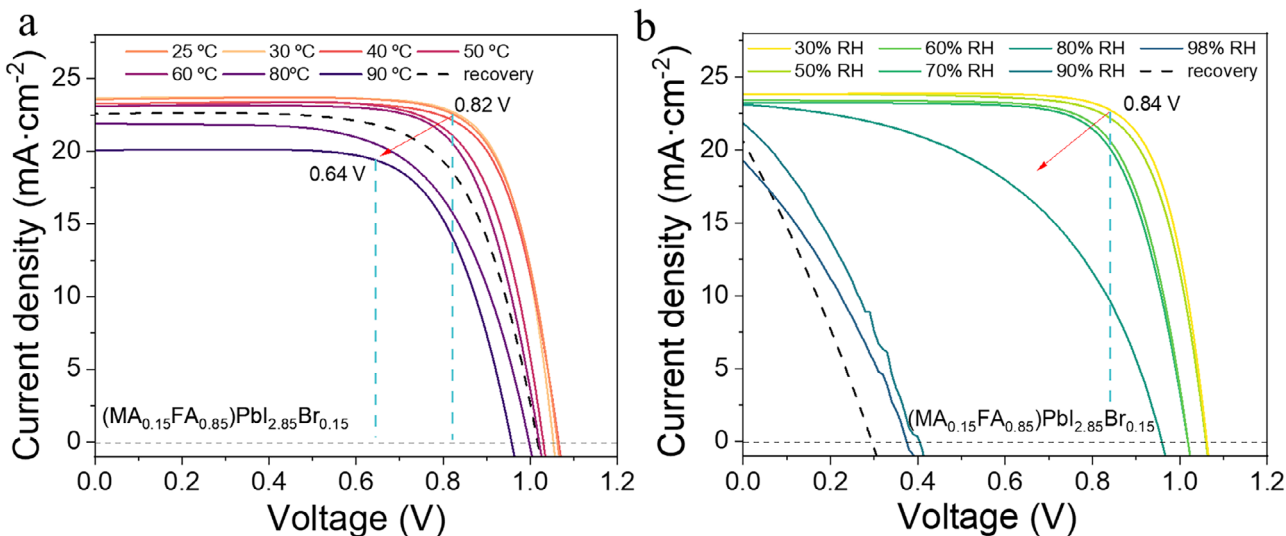 a
25 ºC 30 ºC 40 ºC 50 ºC
60 ºC 80ºC 90 ºC recovery
0.82 V
0.64 V
(MA0.15FA0.85)PbI2.85Br0.15
Current density (mA·cm-2)
25
20
15
10
5
0
0.0 0.2 0.4 0.6 0.8 1.0 1.2
Voltage (V)
b
30% RH 60% RH 80% RH 98% RH
50% RH 70% RH 90% RH recovery
0.84 V
(MA0.15FA0.85)PbI2.85Br0.15
Current density (mA·cm-2)
25
20
15
10
5
0
0.0 0.2 0.4 0.6 0.8 1.0 1.2
Voltage (V)